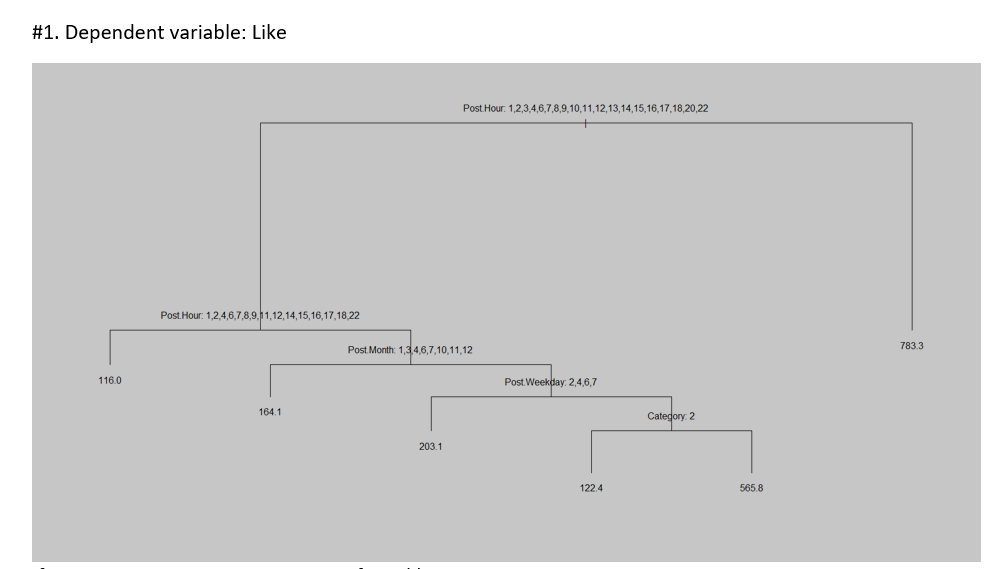 #1. Dependent variable: Like
Post.Hour: 1,2,3,4,6,7,8,9,10,11,12,13,14,15,16,17,18,20,22
Post.Hour: 1,2,4,6,7,8,9,11,12,14,15,16,17,18,22
783.3
Post.Month: 1,3,4,6,7,10,11,12
116.0
Post.Weekday: 2,4,6,7
164.1
Category: 2
203.1
122.4
565.8